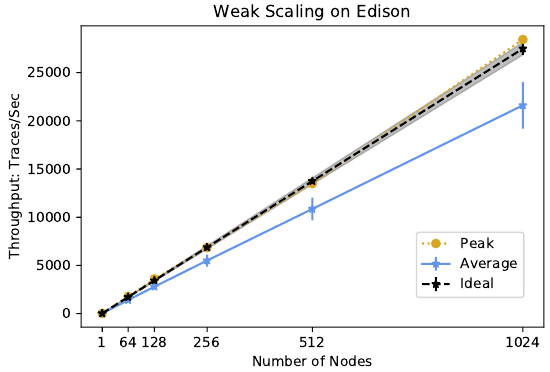 Weak Scaling on Edison
Throughput: Traces/Sec
25000
20000
15000
10000
5000
0
Peak
Average
Ideal
1 64 128 256 512 1024
Number of Nodes